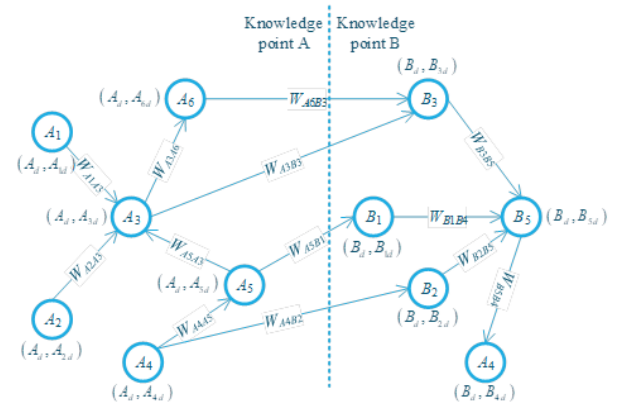 Knowledge point A
Knowledge point B
(A_d, A_6d)
A_6
W_A6B3
(B_d, B_3d)
B_3
A_1
(A_d, A_1d)
W_A1A3
W_A3A6
W_A3B3
W_B3B5
(A_d, A_3d)
A_3
B_1
(B_d, B_1d)
W_B1B4
B_5
(B_d, B_5d)
W_A2A3
W_A5A3
W_A5B1
(A_d, A_5d)
A_5
W_B2B5
B_2
(B_d, B_2d)
W_B5B4
A_2
(A_d, A_2d)
W_A4A5
W_A4B2
A_4
(A_d, A_4d)
A_4
(B_d, B_4d)